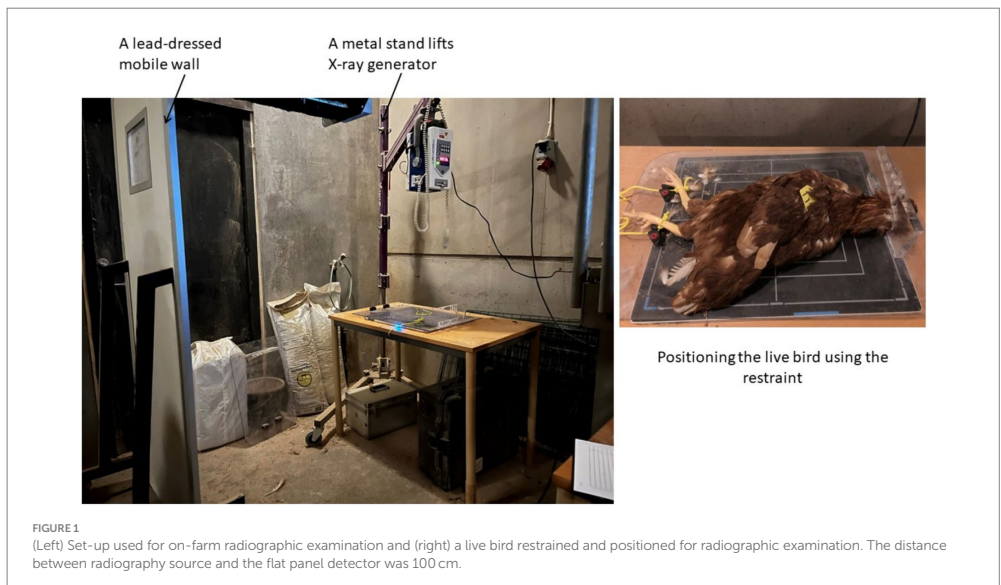 A lead-dressed
mobile wall
A metal stand lifts
X-ray generator
Positioning the live bird using the
restraint
FIGURE 1
(Left) Set-up used for on-farm radiographic examination and (right) a live bird restrained and positioned for radiographic examination. The distance
between radiography source and the flat panel detector was 100 cm.